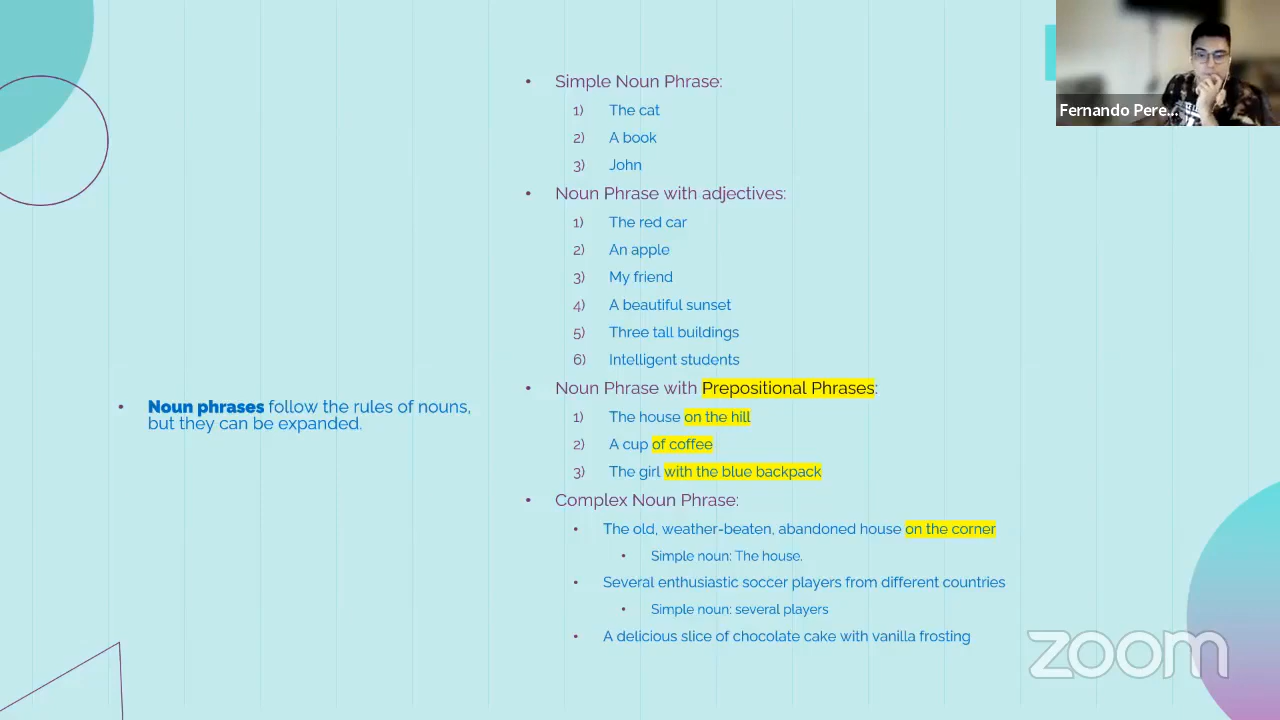 Fernando Pere...
• Noun phrases follow the rules of nouns,
but they can be expanded.
• Simple Noun Phrase:
1) The cat
2) A book
3) John
• Noun Phrase with adjectives:
1) The red car
2) An apple
3) My friend
4) A beautiful sunset
5) Three tall buildings
6) Intelligent students
• Noun Phrase with Prepositional Phrases:
1) The house on the hill
2) A cup of coffee
3) The girl with the blue backpack
• Complex Noun Phrase:
• The old, weather-beaten, abandoned house on the corner
• Simple noun: The house.
• Several enthusiastic soccer players from different countries
• Simple noun: several players
• A delicious slice of chocolate cake with vanilla frosting
zoom